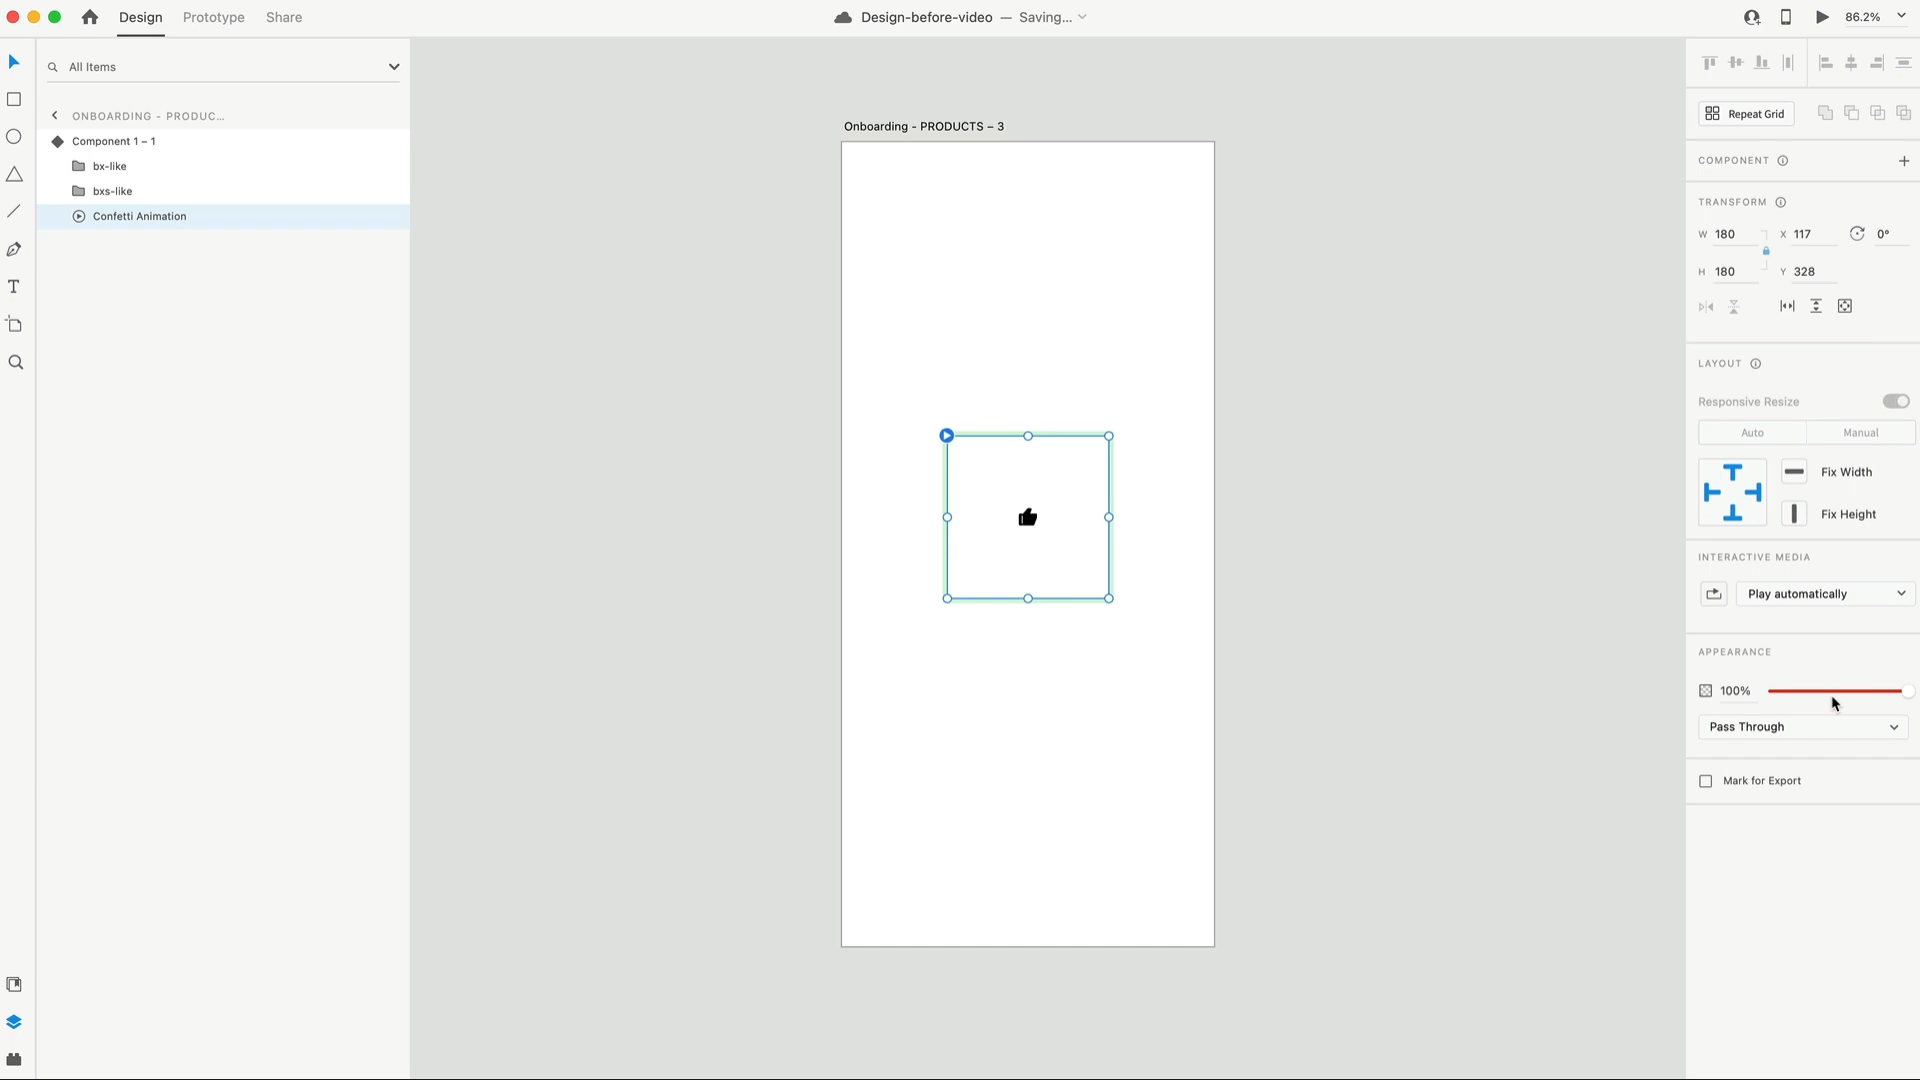 Design Prototype Share
Design-before-video — Saving...
86.2%
All Items
ONBOARDING - PRODUC...
Component 1 – 1
bx-like
bxs-like
Confetti Animation
Onboarding - PRODUCTS – 3
Repeat Grid
COMPONENT
TRANSFORM
W 180 X 117 0°
H 180 Y 328
LAYOUT
Responsive Resize
Auto Manual
Fix Width
Fix Height
INTERACTIVE MEDIA
Play automatically
APPEARANCE
100%
Pass Through
Mark for Export